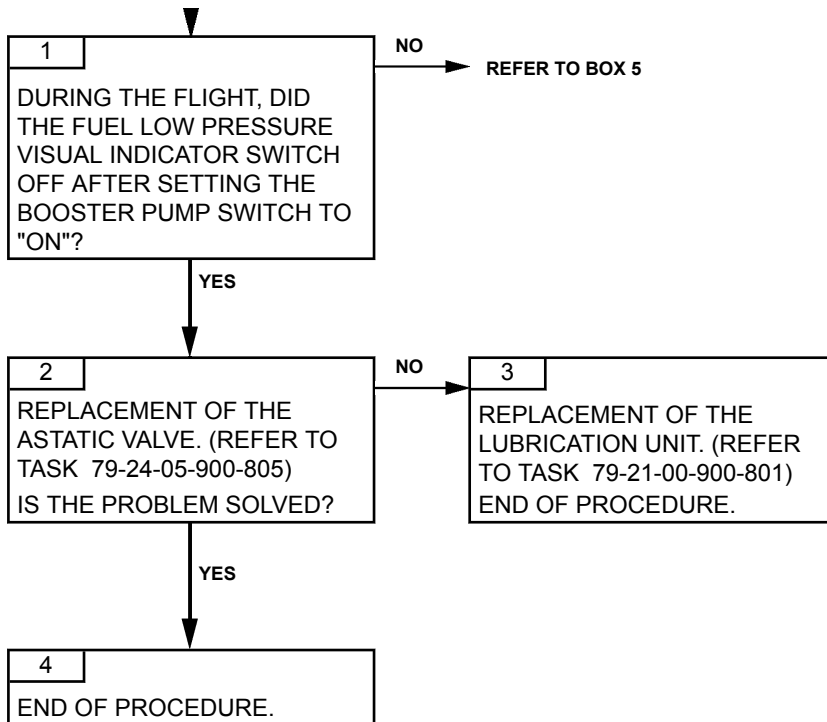 1
NO
REFER TO BOX 5
DURING THE FLIGHT, DID
THE FUEL LOW PRESSURE
VISUAL INDICATOR SWITCH
OFF AFTER SETTING THE
BOOSTER PUMP SWITCH TO
"ON"?
YES
2
NO
REPLACEMENT OF THE
ASTATIC VALVE. (REFER TO
TASK 79-24-05-900-805)
IS THE PROBLEM SOLVED?
3
REPLACEMENT OF THE
LUBRICATION UNIT. (REFER
TO TASK 79-21-00-900-801)
END OF PROCEDURE.
YES
4
END OF PROCEDURE.